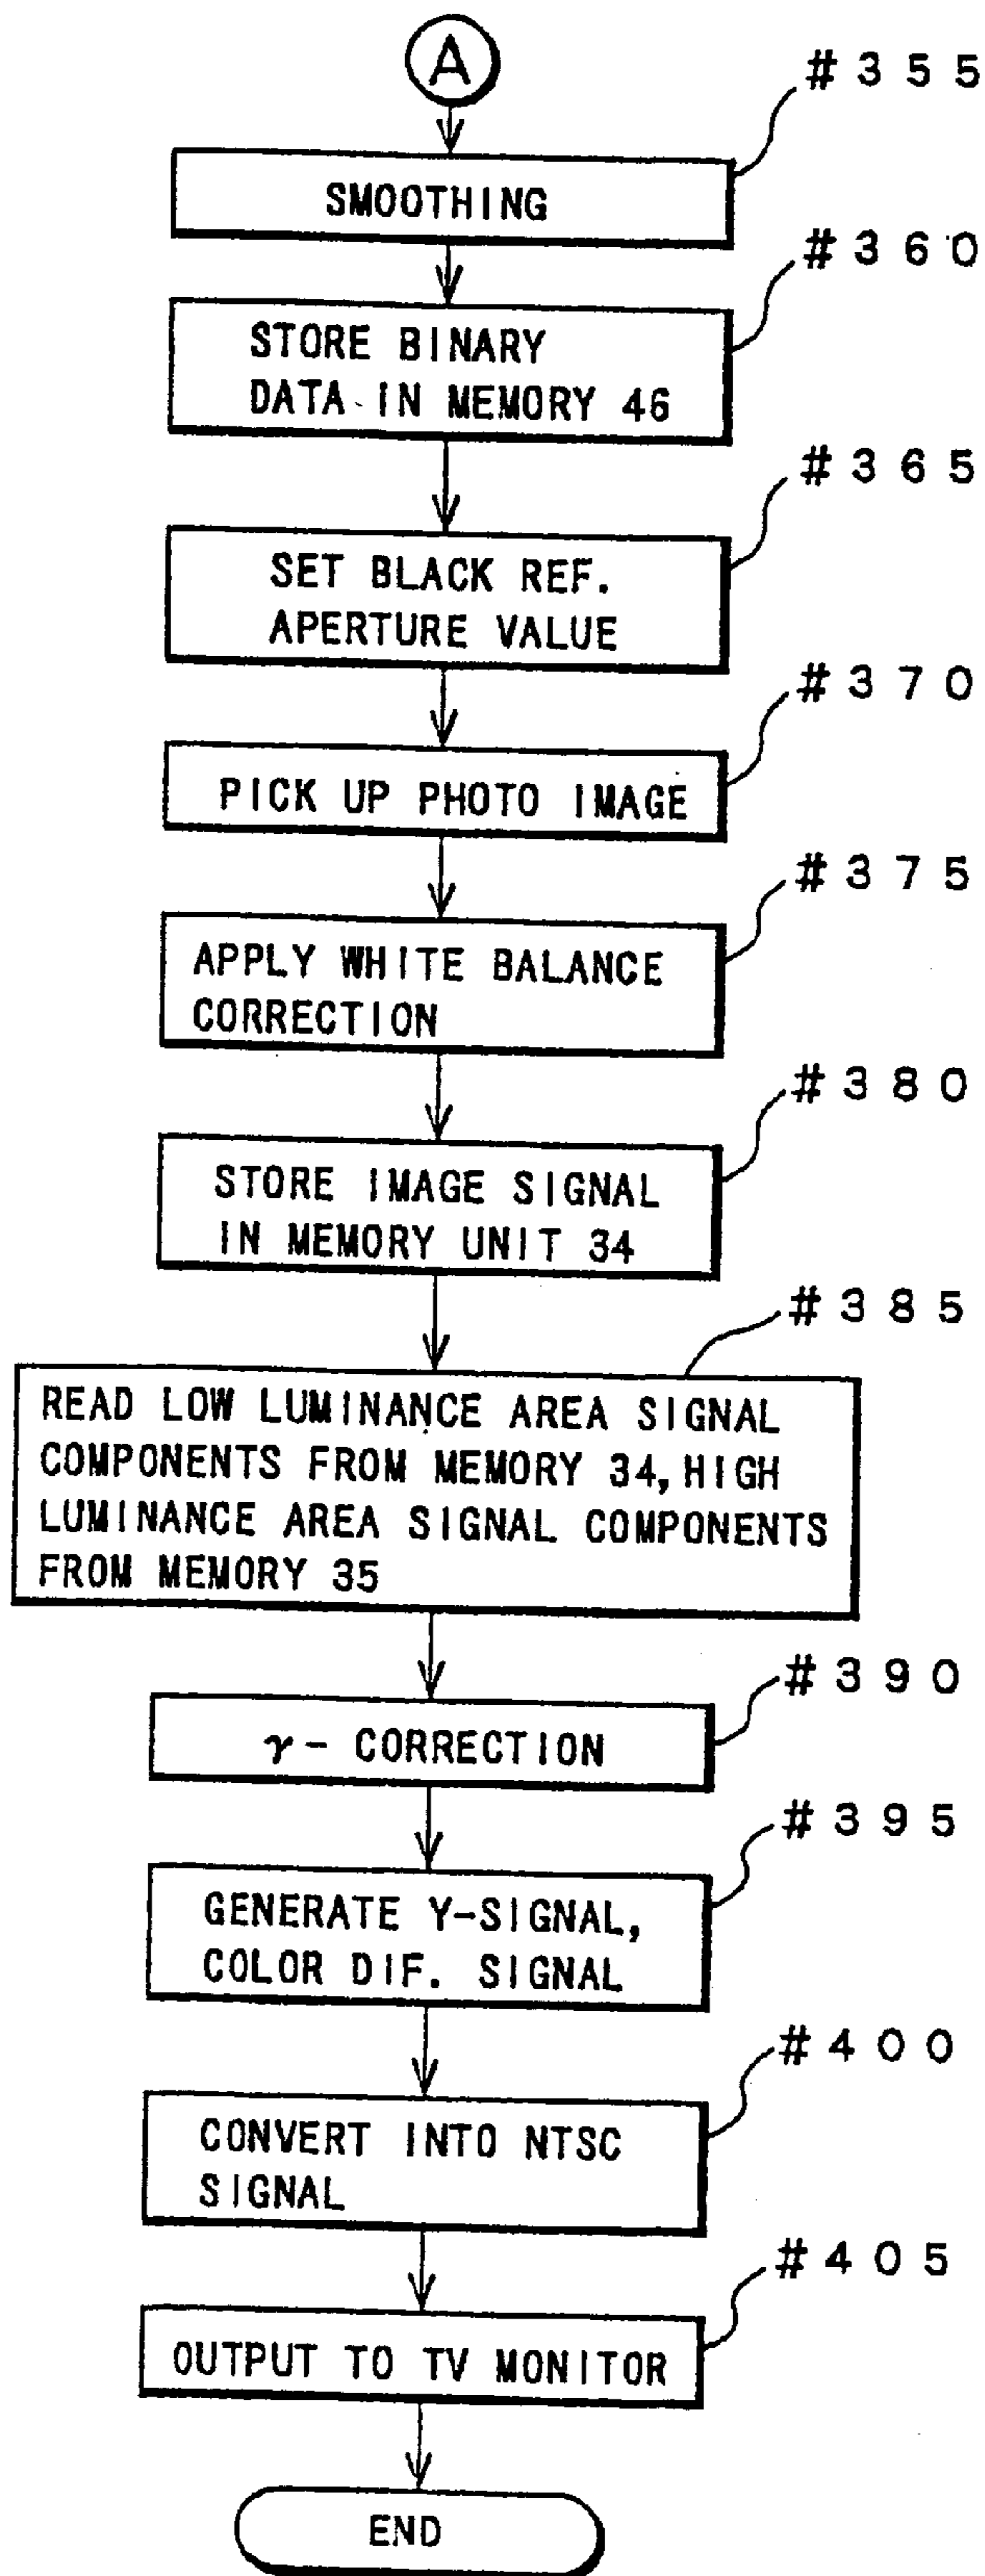 A
#355
SMOOTHING
#360
STORE BINARY
DATA IN MEMORY 46
#365
SET BLACK REF.
APERTURE VALUE
#370
PICK UP PHOTO IMAGE
#375
APPLY WHITE BALANCE
CORRECTION
#380
STORE IMAGE SIGNAL
IN MEMORY UNIT 34
#385
READ LOW LUMINANCE AREA SIGNAL
COMPONENTS FROM MEMORY 34, HIGH
LUMINANCE AREA SIGNAL COMPONENTS
FROM MEMORY 35
#390
γ - CORRECTION
#395
GENERATE Y-SIGNAL,
COLOR DIF. SIGNAL
#400
CONVERT INTO NTSC
SIGNAL
#405
OUTPUT TO TV MONITOR
END